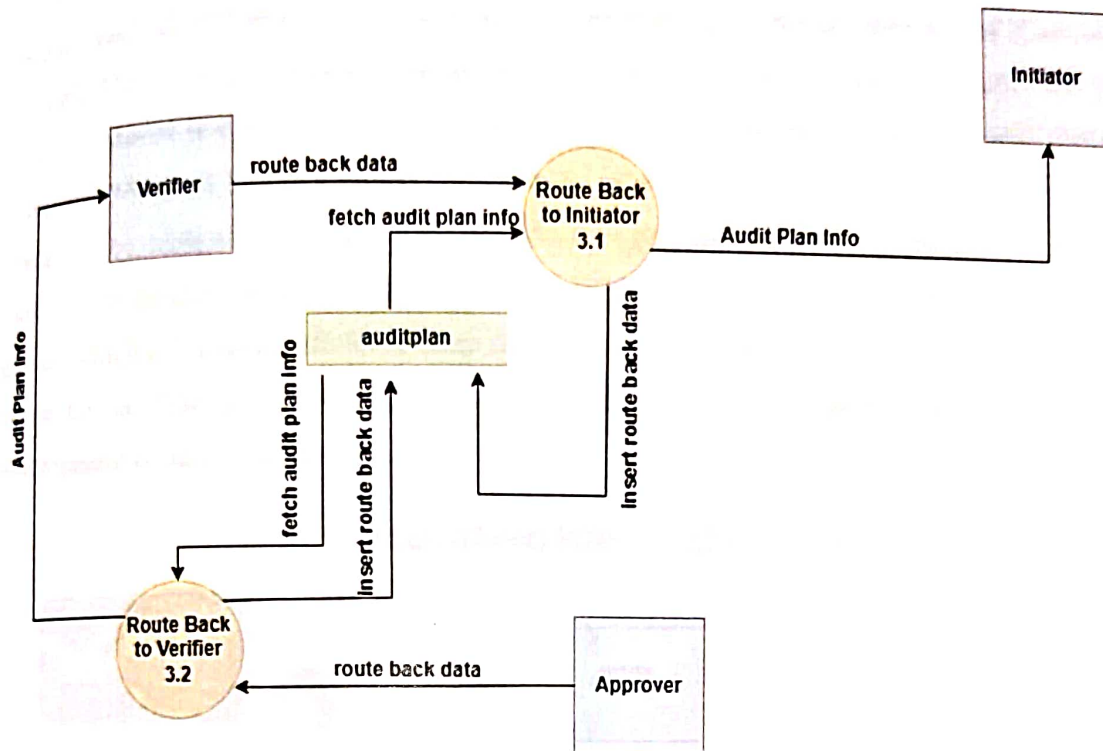 Initiator
Verifier
route back data
Route Back
to Initiator
3.1
fetch audit plan info
Audit Plan Info
auditplan
Audit Plan Info
fetch audit plan info
insert route back data
insert route back data
Route Back
to Verifier
3.2
route back data
Approver